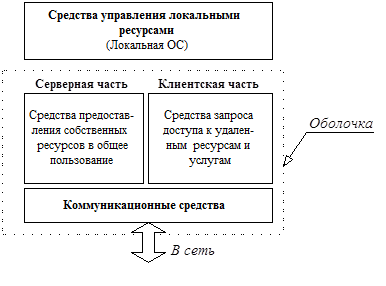 Средства управления локальными
ресурсами
(Локальная ОС)
Серверная часть
Клиентская часть
Средства предостав-
ления собственных
ресурсов в общее
пользование
Средства запроса
доступа к удален-
ным ресурсам и
услугам
Оболочка
Коммуникационные средства
В сеть